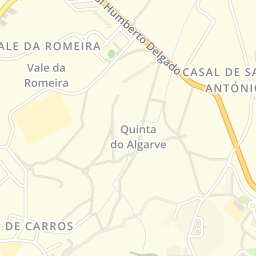 al Humberto Delgado
ALE DA ROMEIRA
Vale da
Romeira
CASAL DE SA
ANTÓNIO
Quinta
do Algarve
DE CARROS